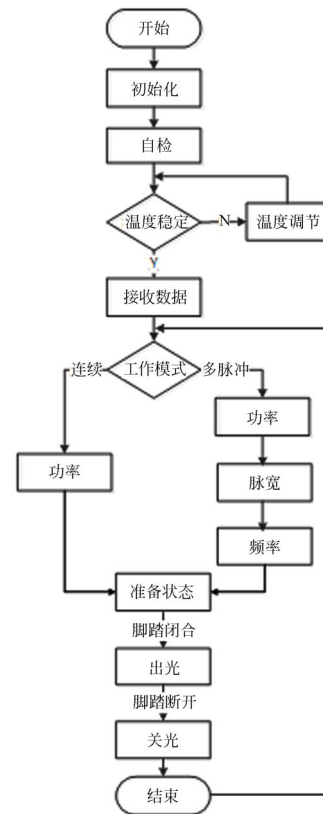 开始
初始化
自检
温度稳定
N
温度调节
Y
接收数据
连续
工作模式
多脉冲
功率
功率
脉宽
频率
准备状态
脚踏闭合
出光
脚踏断开
关光
结束